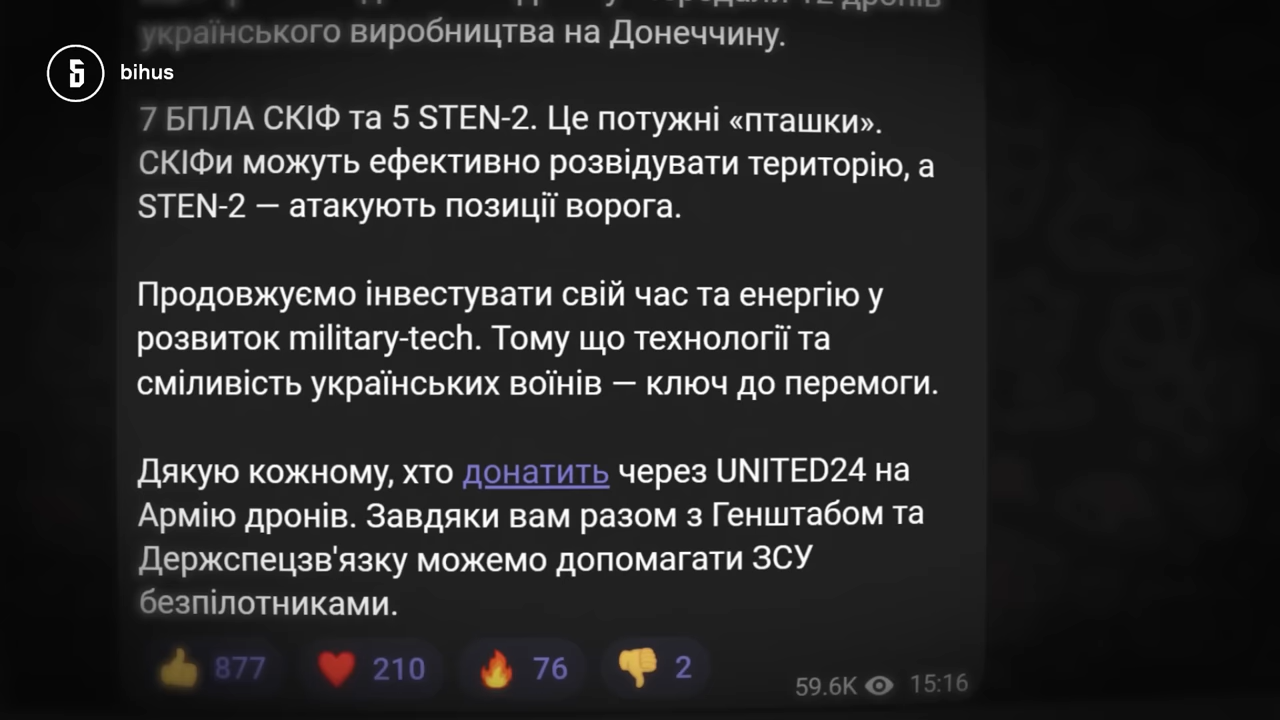 12 дронів
українського виробництва на Донеччину.
bihus
7 БПЛА СКІФ та 5 STEN-2. Це потужні «пташки».
СКІФи можуть ефективно розвідувати територію, а
STEN-2 — атакують позиції ворога.
Продовжуємо інвестувати свій час та енергію у
розвиток military-tech. Тому що технології та
сміливість українських воїнів — ключ до перемоги.
Дякую кожному, хто донатить через UNITED24 на
Армію дронів. Завдяки вам разом з Генштабом та
Держспецзв'язку можемо допомагати ЗСУ
безпілотниками.
877 210 76 2
59.6K 15:16